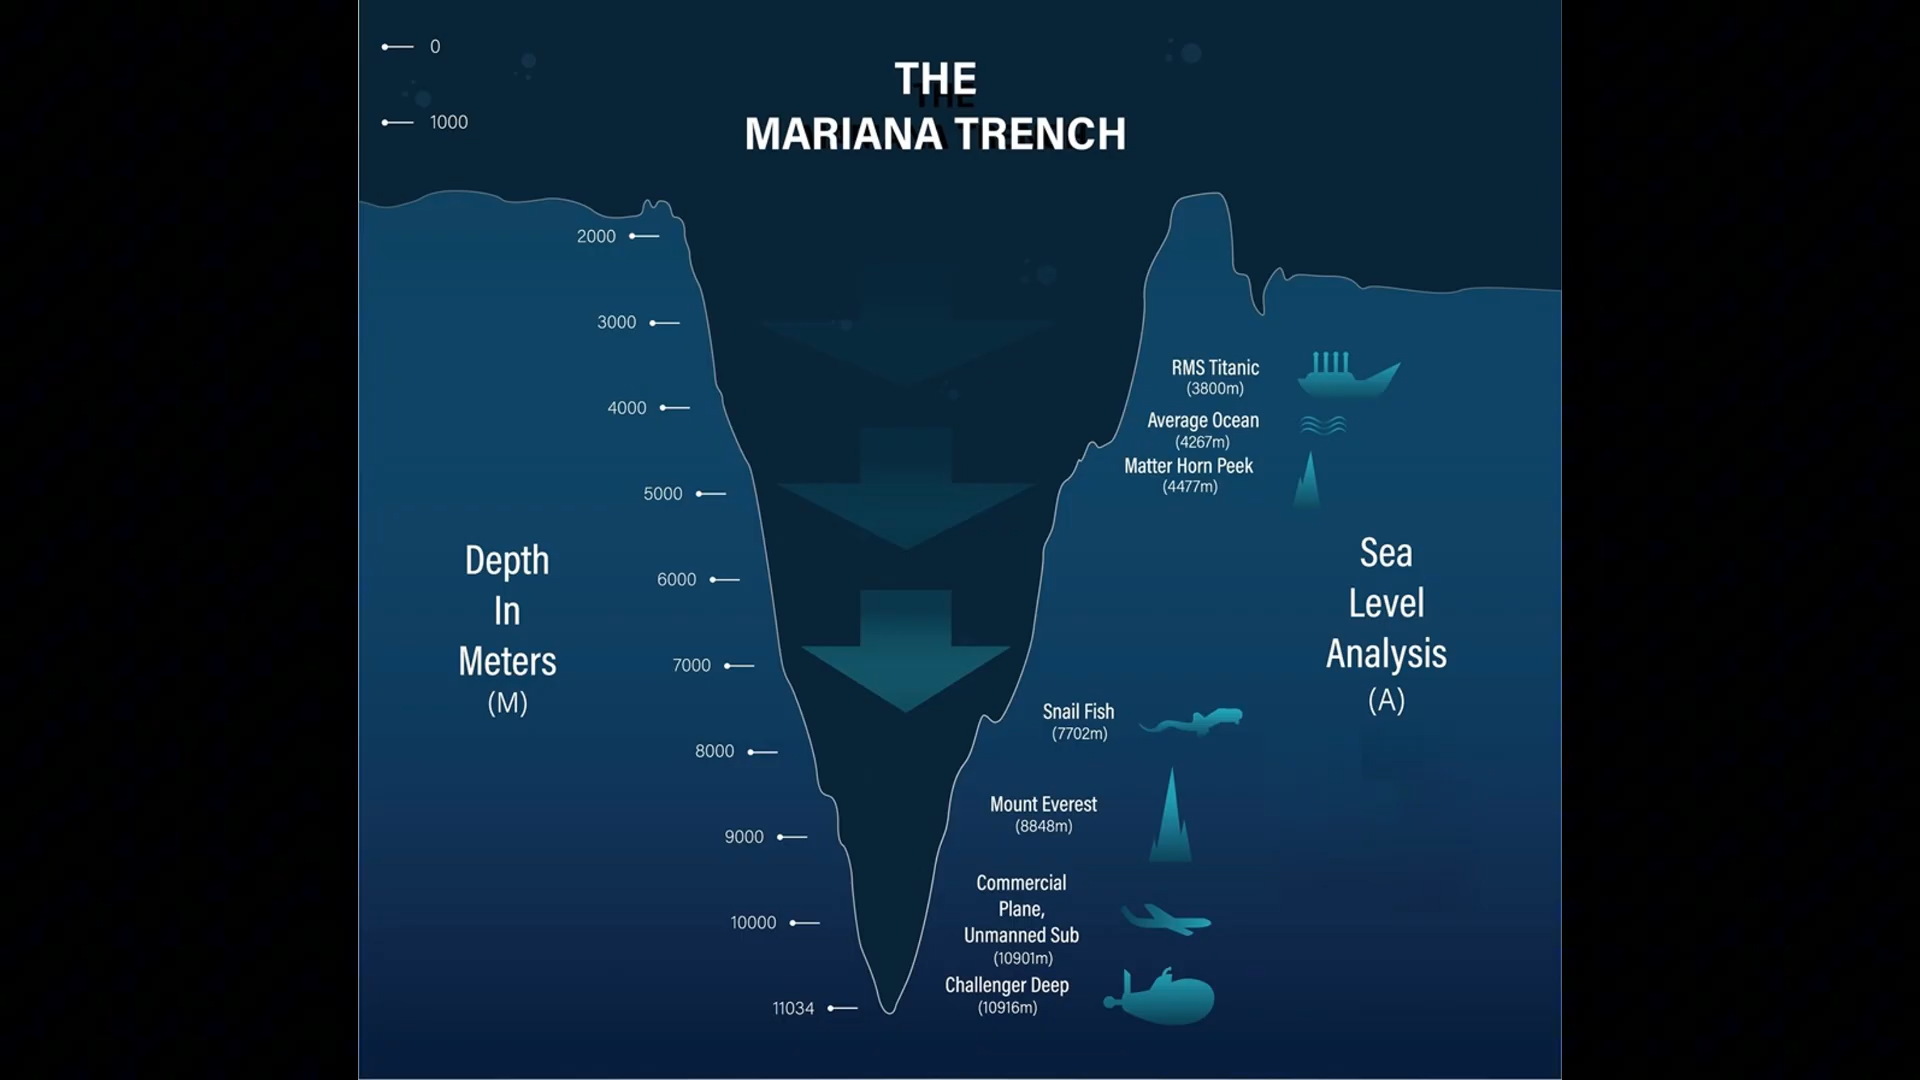 THE
MARIANA TRENCH
0
1000
2000
3000
4000
5000
6000
7000
8000
9000
10000
11034
Depth
In
Meters
(M)
RMS Titanic
(3800m)
Average Ocean
(4267m)
Matter Horn Peek
(4477m)
Sea
Level
Analysis
(A)
Snail Fish
(7702m)
Mount Everest
(8848m)
Commercial
Plane,
Unmanned Sub
(10901m)
Challenger Deep
(10916m)